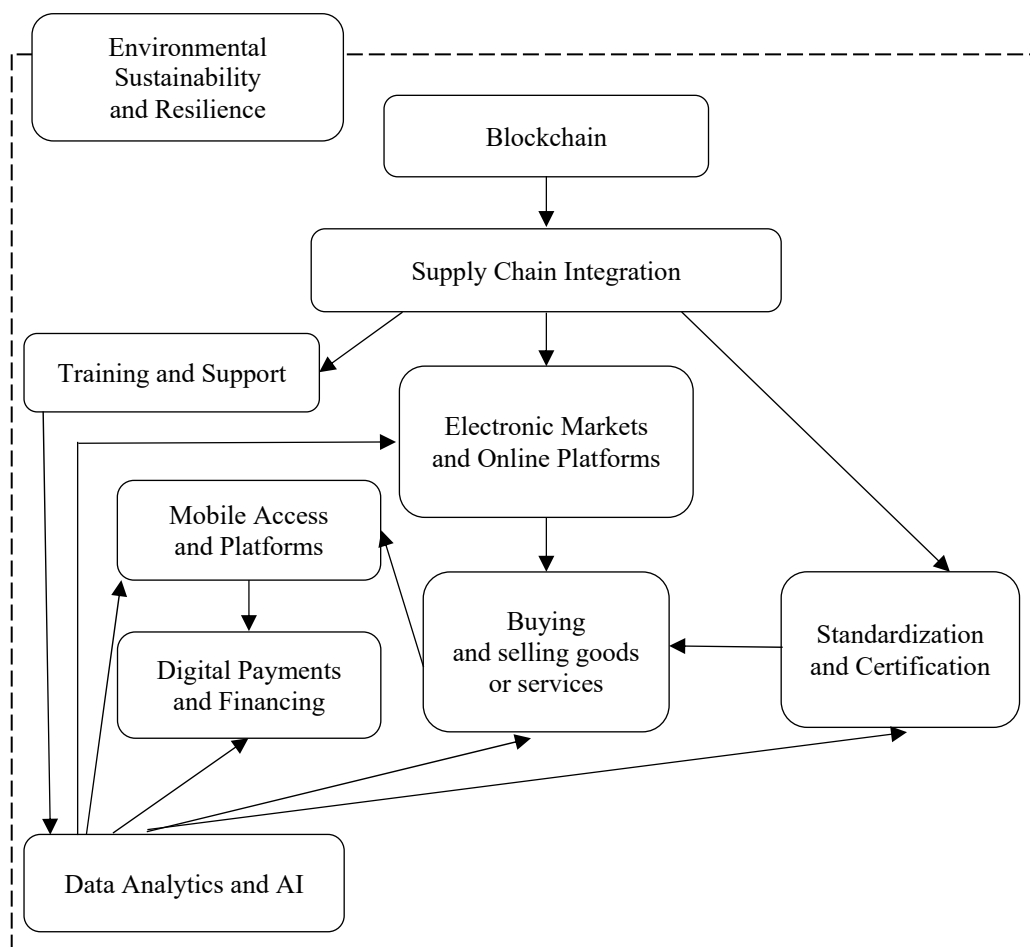 Environmental
Sustainability
and Resilience
Blockchain
Supply Chain Integration
Training and Support
Electronic Markets
and Online Platforms
Mobile Access
and Platforms
Buying
and selling goods
or services
Standardization
and Certification
Digital Payments
and Financing
Data Analytics and AI